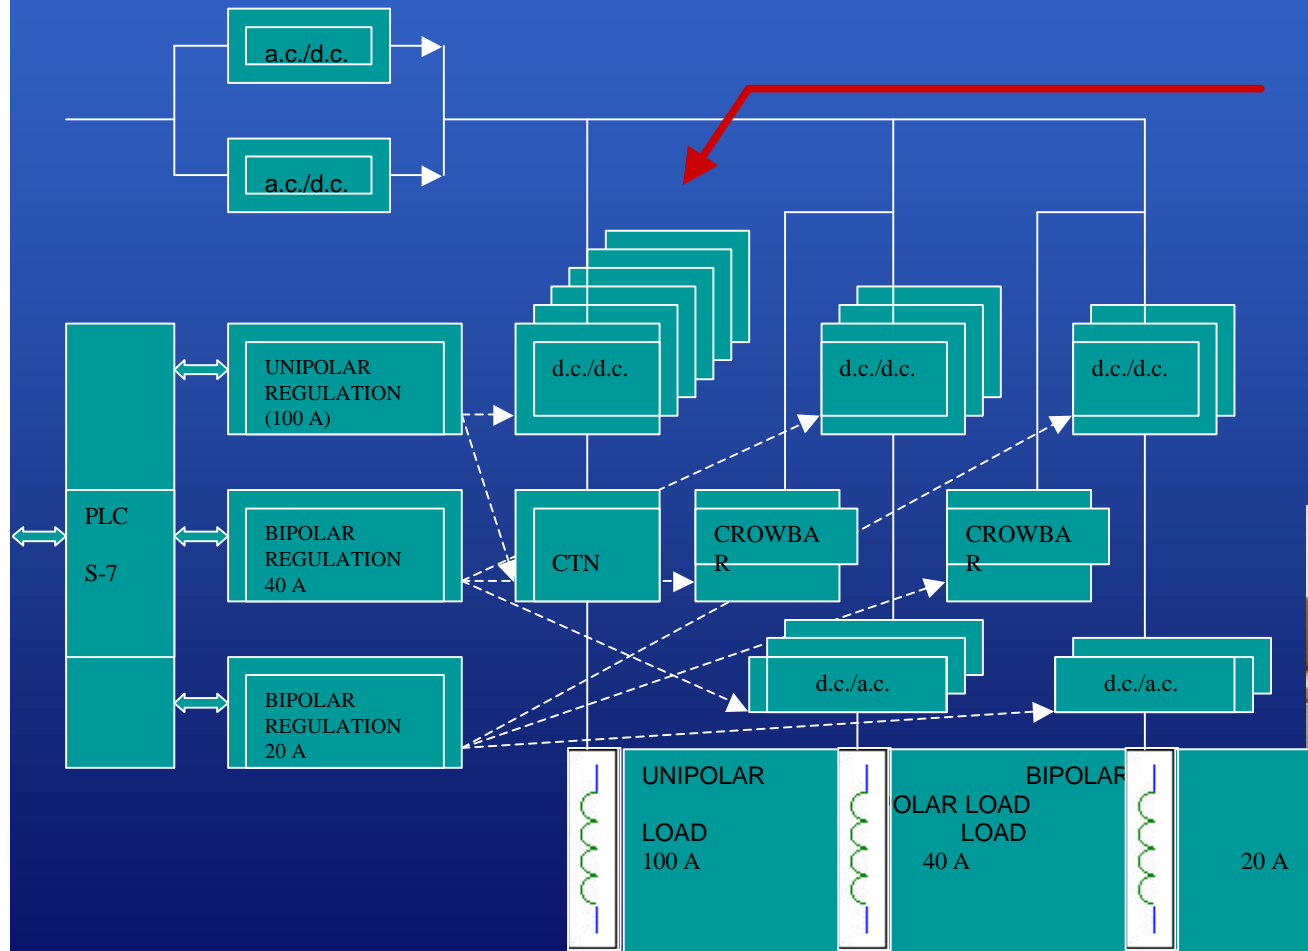 a.c./d.c.
a.c./d.c.
UNIPOLAR
REGULATION
(100 A)
d.c./d.c.
d.c./d.c.
d.c./d.c.
PLC
S-7
BIPOLAR
REGULATION
40 A
CTN
CROWBA
R
CROWBA
R
BIPOLAR
REGULATION
20 A
d.c./a.c.
d.c./a.c.
UNIPOLAR
LOAD
100 A
OLAR LOAD
40 A
BIPOLAR
LOAD
20 A